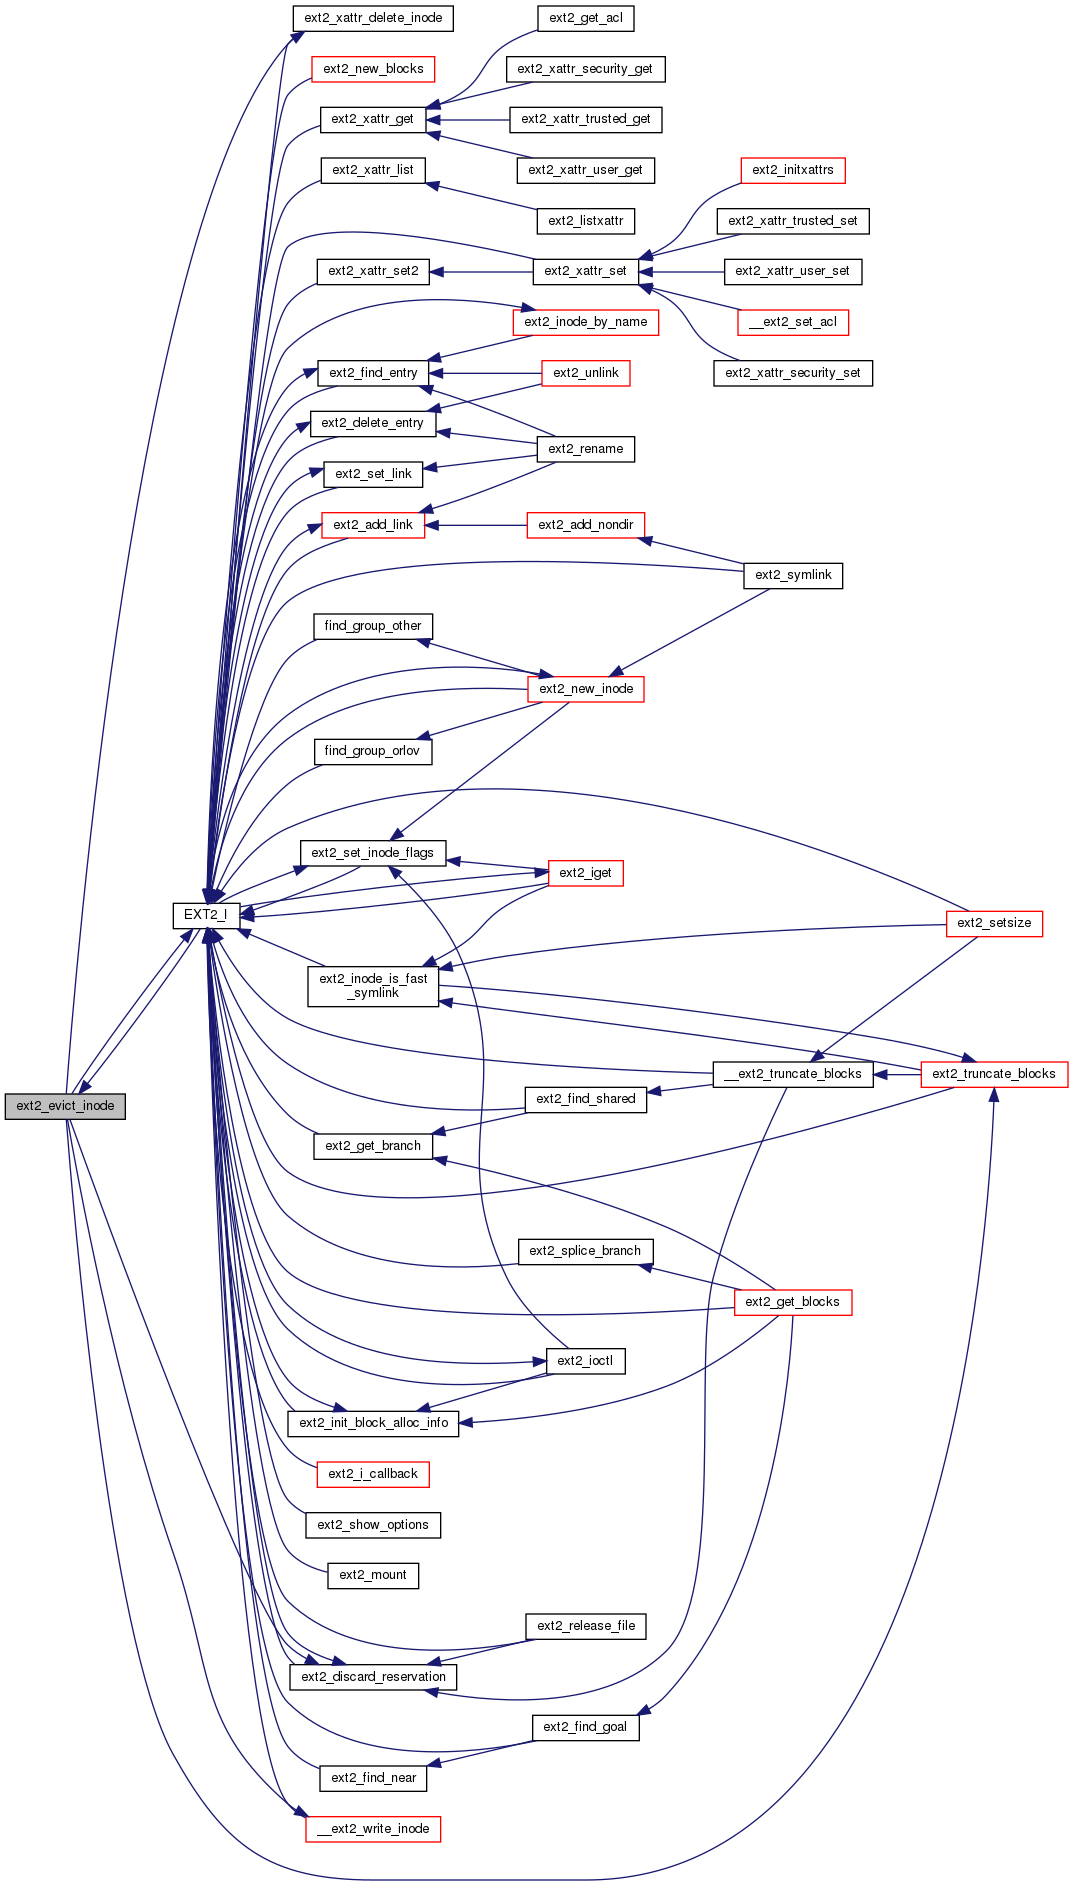 ext2_xattr_delete_inode
ext2_get_acl
ext2_new_blocks
ext2_xattr_security_get
ext2_xattr_get
ext2_xattr_trusted_get
ext2_xattr_list
ext2_xattr_user_get
ext2_initxattrs
ext2_listxattr
ext2_xattr_trusted_set
ext2_xattr_set2
ext2_xattr_set
ext2_xattr_user_set
ext2_inode_by_name
__ext2_set_acl
ext2_find_entry
ext2_unlink
ext2_xattr_security_set
ext2_delete_entry
ext2_rename
ext2_set_link
ext2_add_link
ext2_add_nondir
ext2_symlink
find_group_other
ext2_new_inode
find_group_orlov
ext2_set_inode_flags
ext2_iget
EXT2_I
ext2_setsize
ext2_inode_is_fast
_symlink
__ext2_truncate_blocks
ext2_truncate_blocks
ext2_evict_inode
ext2_find_shared
ext2_get_branch
ext2_splice_branch
ext2_get_blocks
ext2_ioctl
ext2_init_block_alloc_info
ext2_i_callback
ext2_show_options
ext2_mount
ext2_release_file
ext2_discard_reservation
ext2_find_goal
ext2_find_near
__ext2_write_inode